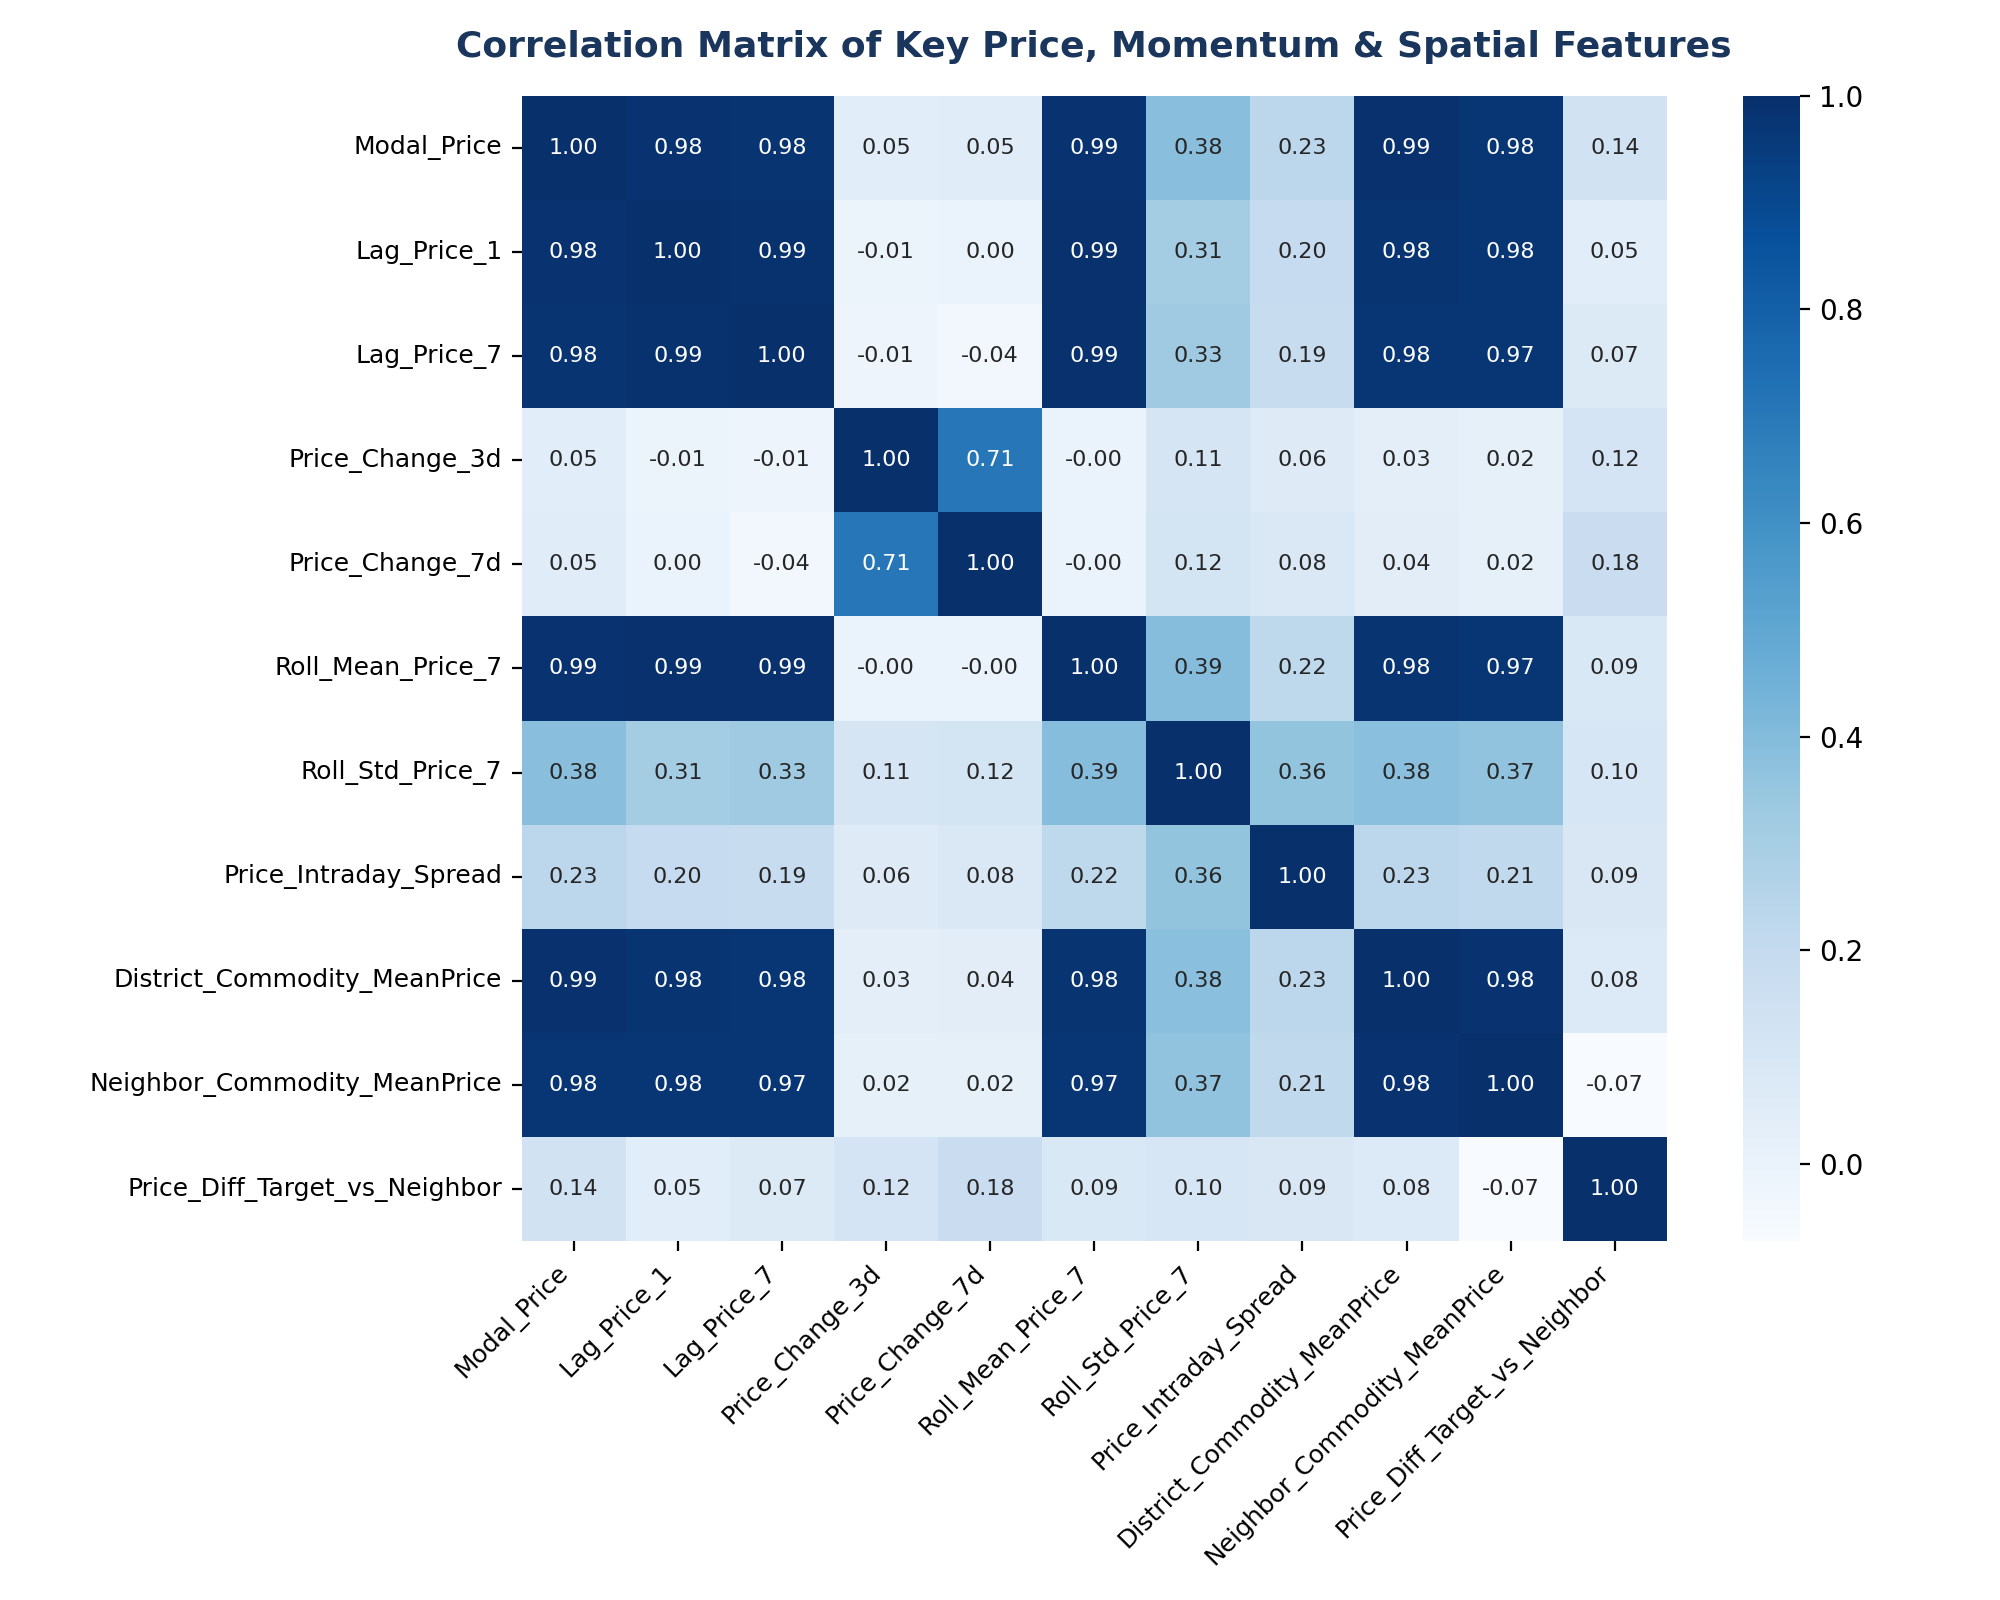 Correlation Matrix of Key Price, Momentum & Spatial Features
Modal_Price 1.00 0.98 0.98 0.05 0.05 0.99 0.38 0.23 0.99 0.98 0.14
Lag_Price_1 0.98 1.00 0.99 -0.01 0.00 0.99 0.31 0.20 0.98 0.98 0.05
Lag_Price_7 0.98 0.99 1.00 -0.01 -0.04 0.99 0.33 0.19 0.98 0.97 0.07
Price_Change_3d 0.05 -0.01 -0.01 1.00 0.71 -0.00 0.11 0.06 0.03 0.02 0.12
Price_Change_7d 0.05 0.00 -0.04 0.71 1.00 -0.00 0.12 0.08 0.04 0.02 0.18
Roll_Mean_Price_7 0.99 0.99 0.99 -0.00 -0.00 1.00 0.39 0.22 0.98 0.97 0.09
Roll_Std_Price_7 0.38 0.31 0.33 0.11 0.12 0.39 1.00 0.36 0.38 0.37 0.10
Price_Intraday_Spread 0.23 0.20 0.19 0.06 0.08 0.22 0.36 1.00 0.23 0.21 0.09
District_Commodity_MeanPrice 0.99 0.98 0.98 0.03 0.04 0.98 0.38 0.23 1.00 0.98 0.08
Neighbor_Commodity_MeanPrice 0.98 0.98 0.97 0.02 0.02 0.97 0.37 0.21 0.98 1.00 -0.07
Price_Diff_Target_vs_Neighbor 0.14 0.05 0.07 0.12 0.18 0.09 0.10 0.09 0.08 -0.07 1.00
Modal_Price
Lag_Price_1
Lag_Price_7
Price_Change_3d
Price_Change_7d
Roll_Mean_Price_7
Roll_Std_Price_7
Price_Intraday_Spread
District_Commodity_MeanPrice
Neighbor_Commodity_MeanPrice
Price_Diff_Target_vs_Neighbor
1.0
0.8
0.6
0.4
0.2
0.0